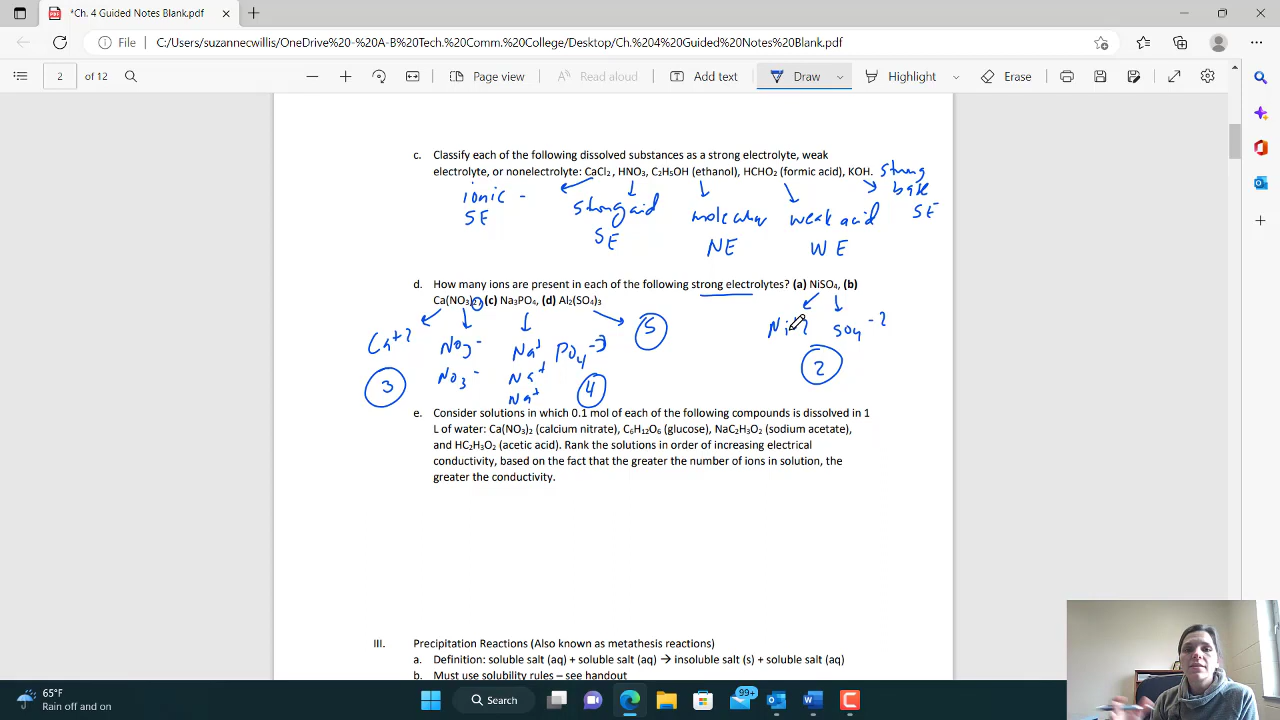 *Ch. 4 Guided Notes Blank.pdf
File C:/Users/suzannecwillis/OneDrive%20-%20A-B%20Tech.%20Comm.%20College/Desktop/Ch.%204%20Guided%20Notes%20Blank.pdf
2 of 12 Page view Read aloud Add text Draw Highlight Erase
c. Classify each of the following dissolved substances as a strong electrolyte, weak
electrolyte, or nonelectrolyte: CaCl₂ , HNO₃, C₂H₅OH (ethanol), HCHO₂ (formic acid), KOH.
strong
base
SE
ionic -
SE
strong acid
SE
molecular
NE
weak acid
WE
d. How many ions are present in each of the following strong electrolytes? (a) NiSO₄, (b)
Ca(NO₃)₂, (c) Na₃PO₄, (d) Al₂(SO₄)₃
Ca+2
NO3-
NO3-
3
Na+
Na+
Na+
PO4-3
4
5
SO4-2
2
e. Consider solutions in which 0.1 mol of each of the following compounds is dissolved in 1
L of water: Ca(NO₃)₂ (calcium nitrate), C₆H₁₂O₆ (glucose), NaC₂H₃O₂ (sodium acetate),
and HC₂H₃O₂ (acetic acid). Rank the solutions in order of increasing electrical
conductivity, based on the fact that the greater the number of ions in solution, the
greater the conductivity.
III. Precipitation Reactions (Also known as metathesis reactions)
a. Definition: soluble salt (aq) + soluble salt (aq) → insoluble salt (s) + soluble salt (aq)
b. Must use solubility rules – see handout
65°F
Rain off and on
Search
99+